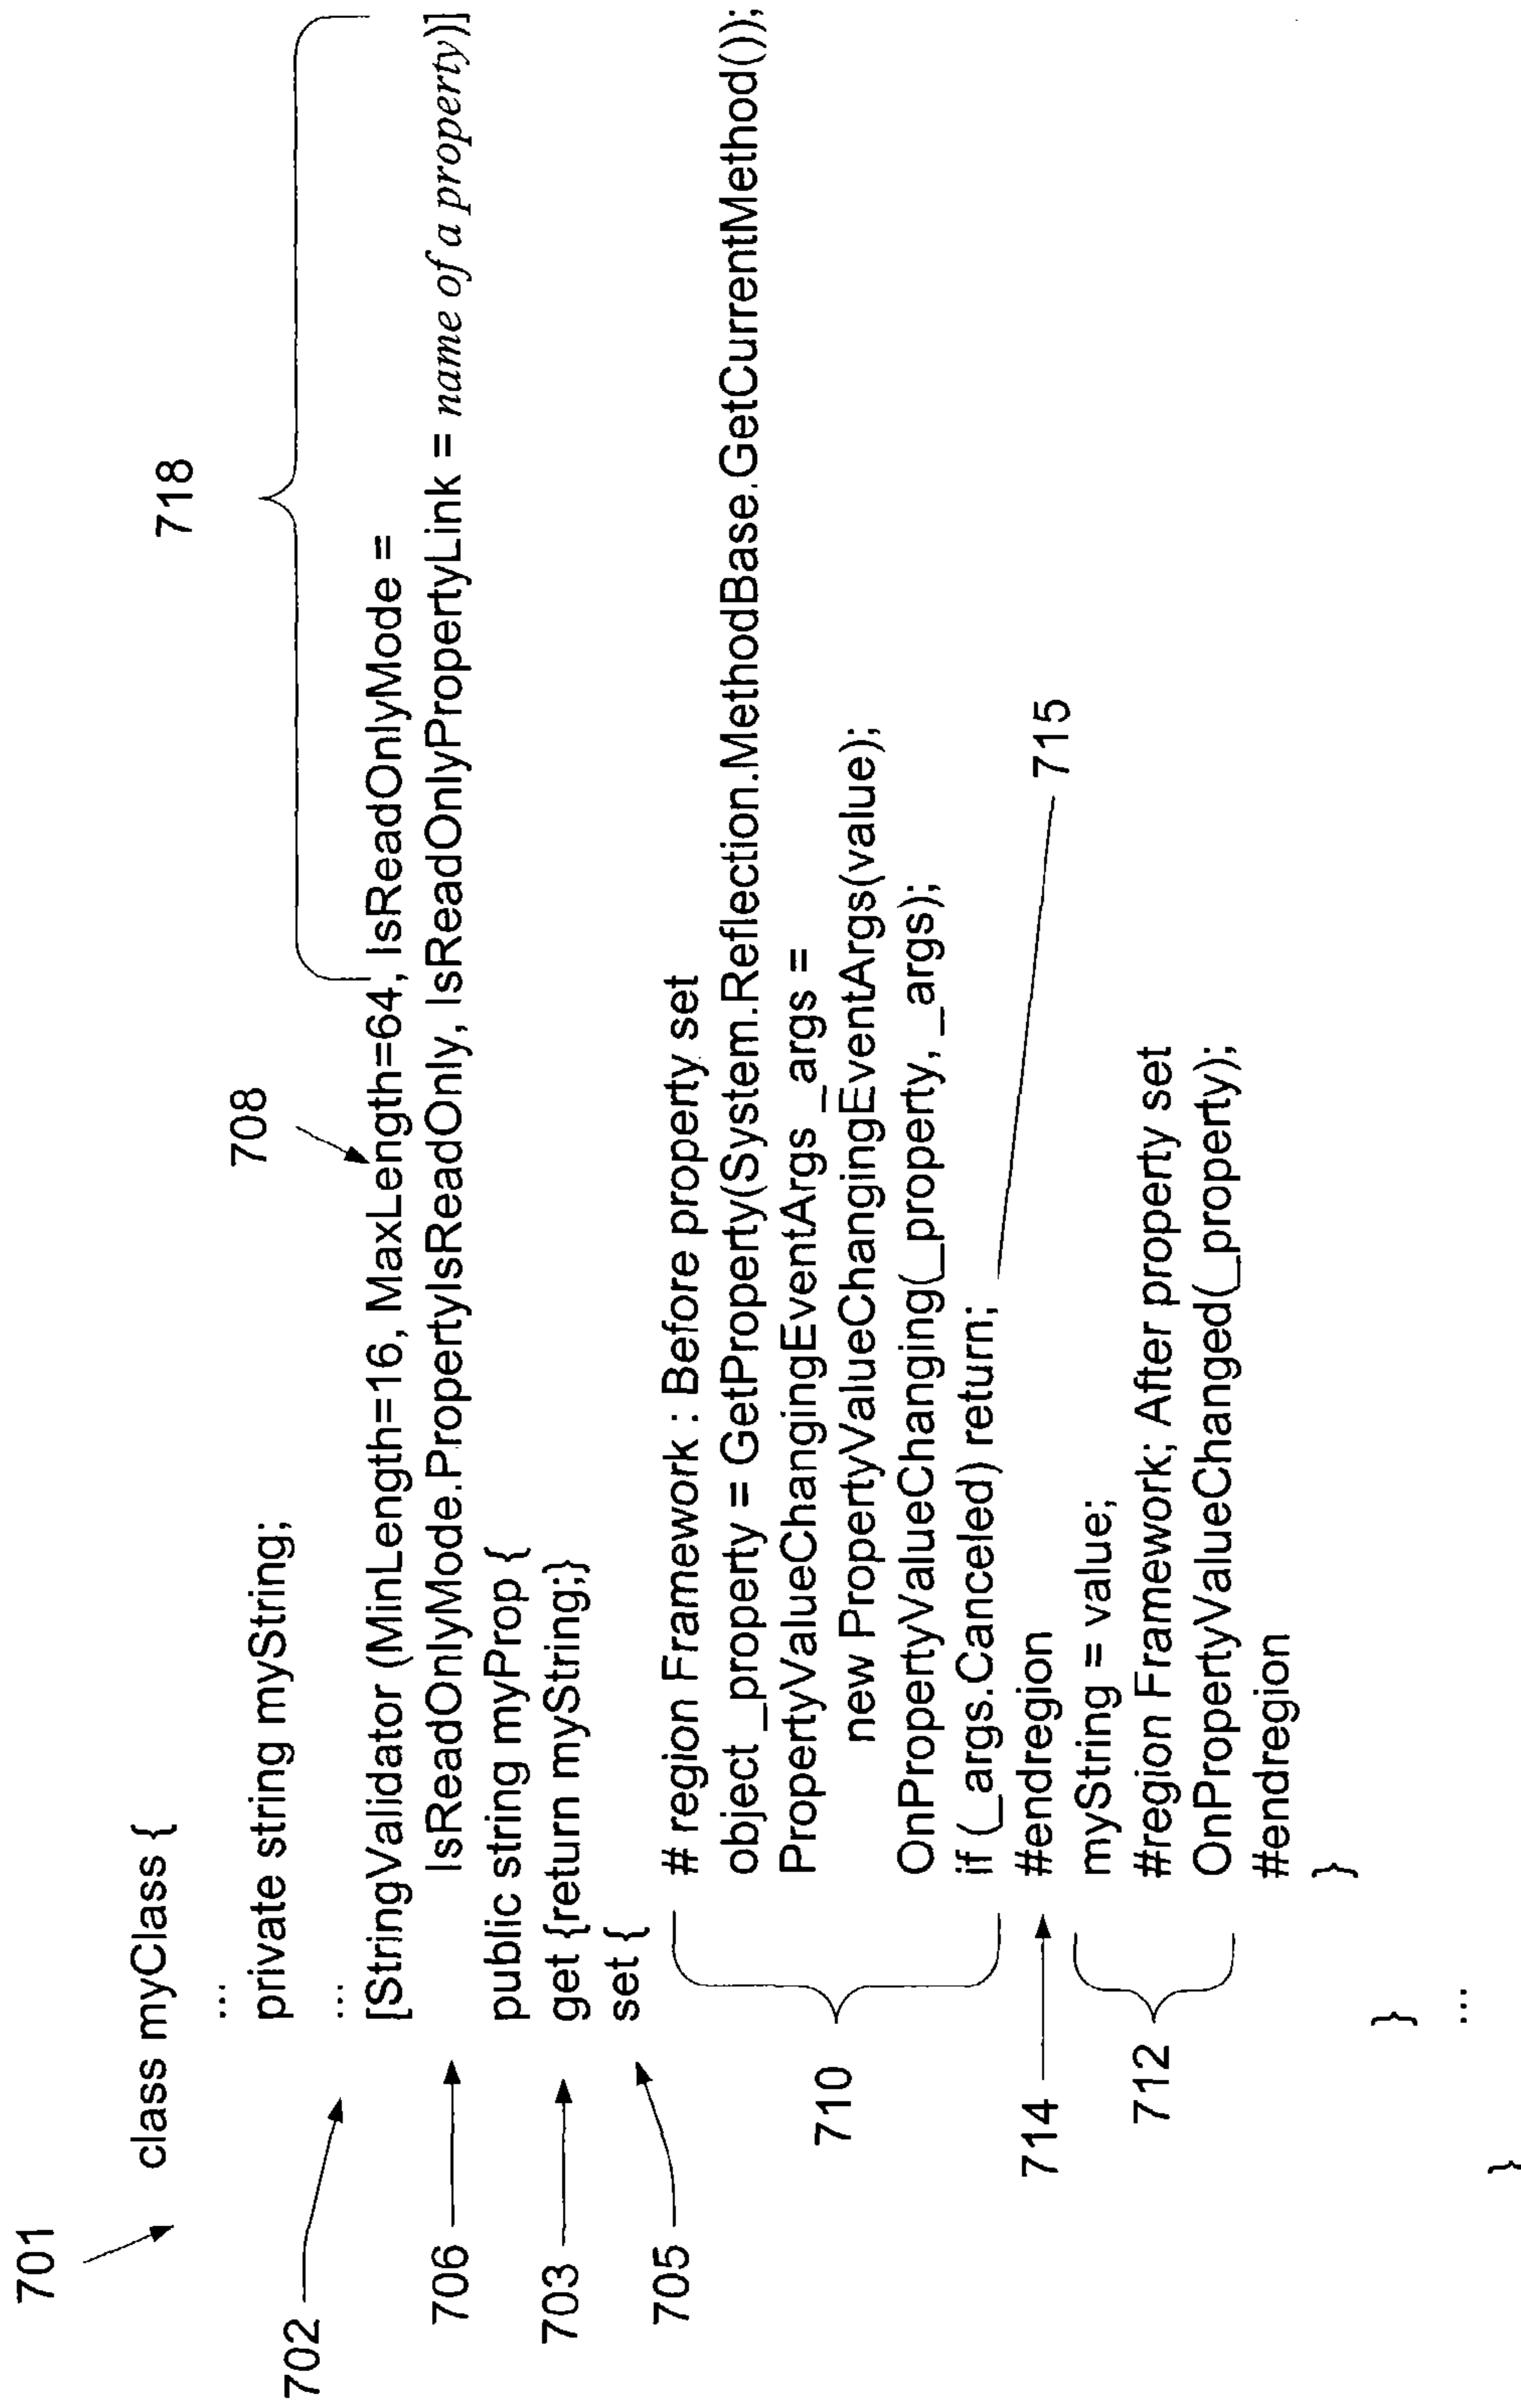 701
class myClass {
...
private string myString;
702
...
708
718
[StringValidator (MinLength=16, MaxLength=64, IsReadOnlyMode =
IsReadOnlyMode.PropertyIsReadOnly, IsReadOnlyPropertyLink = name of a property)]
706
public string myProp {
703
get {return myString;}
705
set {
# region Framework : Before property set
object _property = GetProperty(System.Reflection.MethodBase.GetCurrentMethod());
PropertyValueChangingEventArgs _args =
new PropertyValueChangingEventArgs(value);
710
OnPropertyValueChanging(_property, _args);
if (_args.Canceled) return;
715
714
#endregion
myString = value;
712
#region Framework; After property set
OnPropertyValueChanged(_property);
#endregion
}
}
...
}